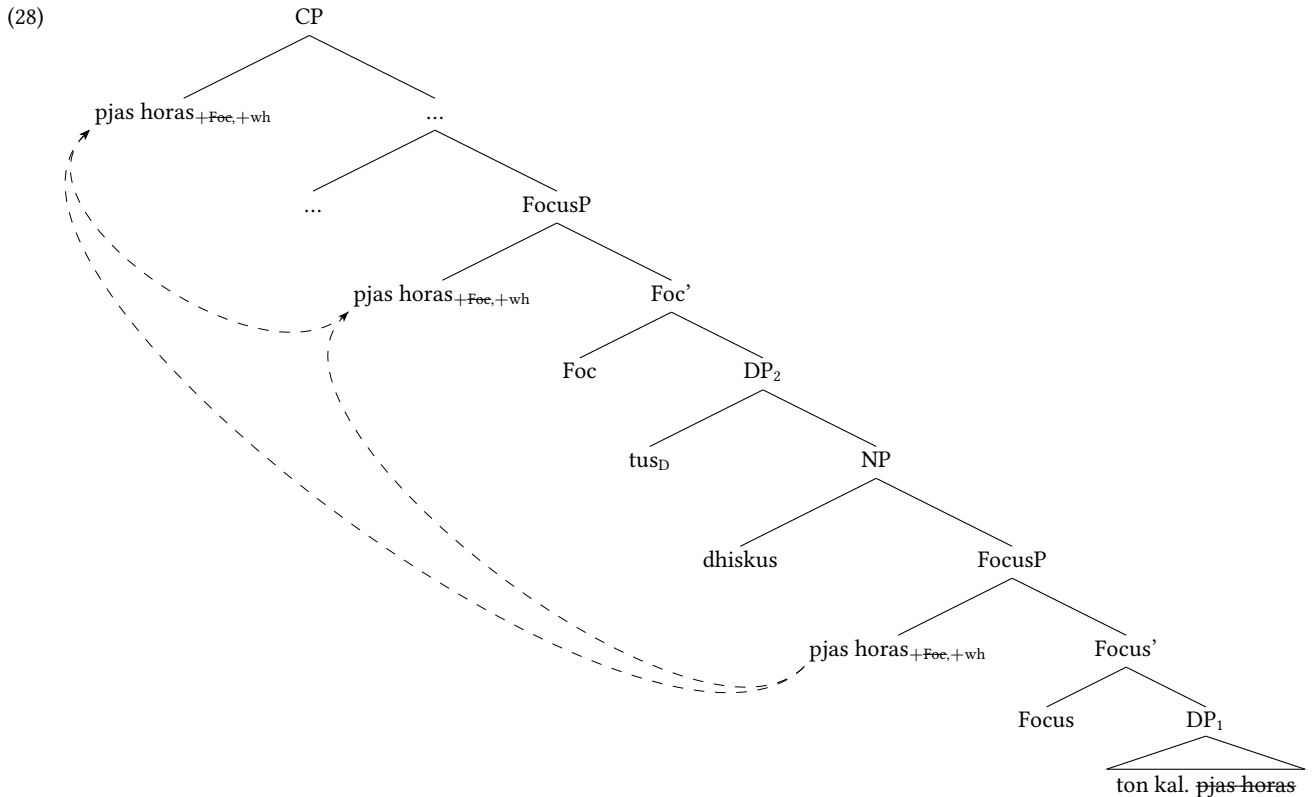 (28)
CP
pjas horas+Foc,+wh
...
...
FocusP
pjas horas+Foc,+wh
Foc’
Foc
DP2
tusD
NP
dhiskus
FocusP
pjas horas+Foc,+wh
Focus’
Focus
DP1
ton kal. pjas horas